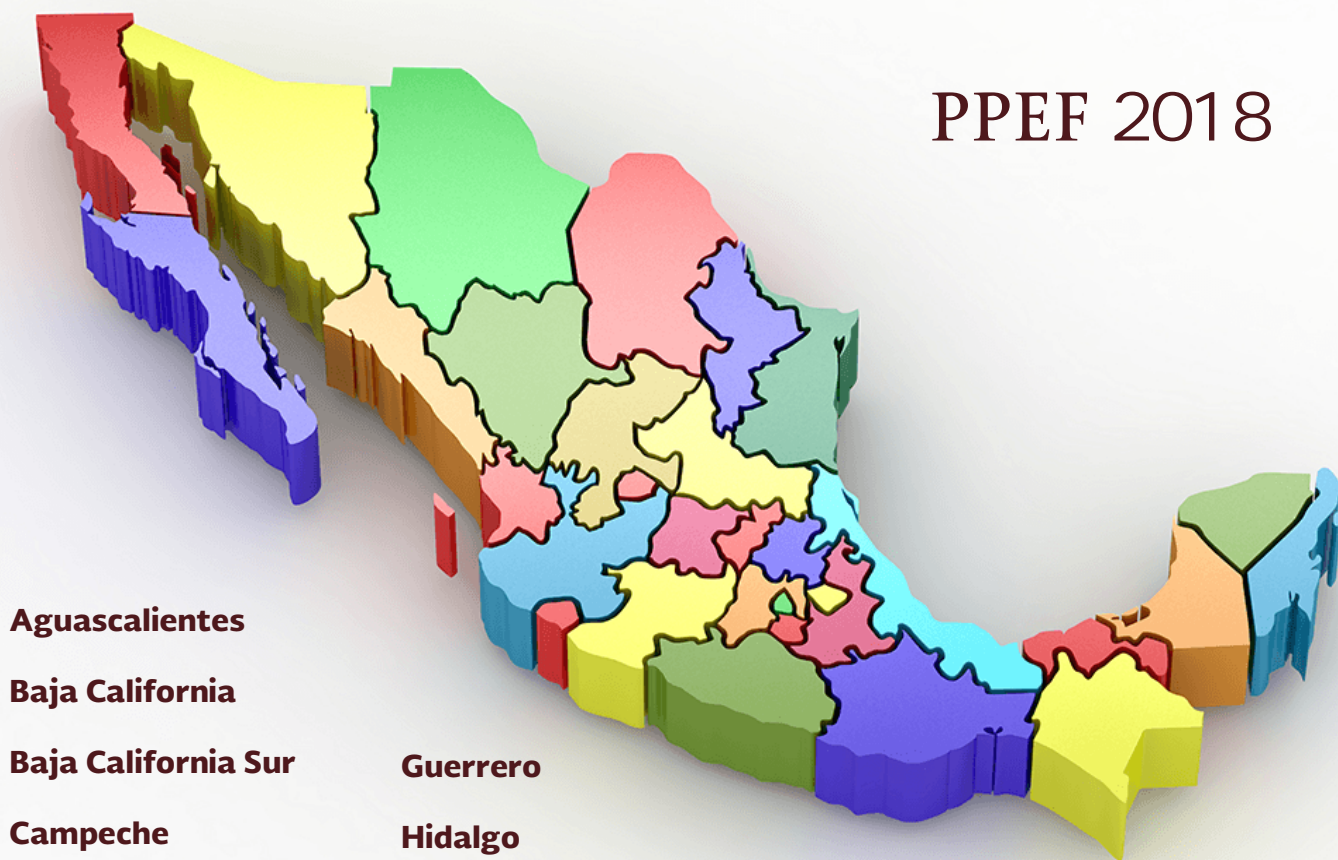 PPEF 2018
Aguascalientes
Baja California
Baja California Sur
Campeche
Guerrero
Hidalgo